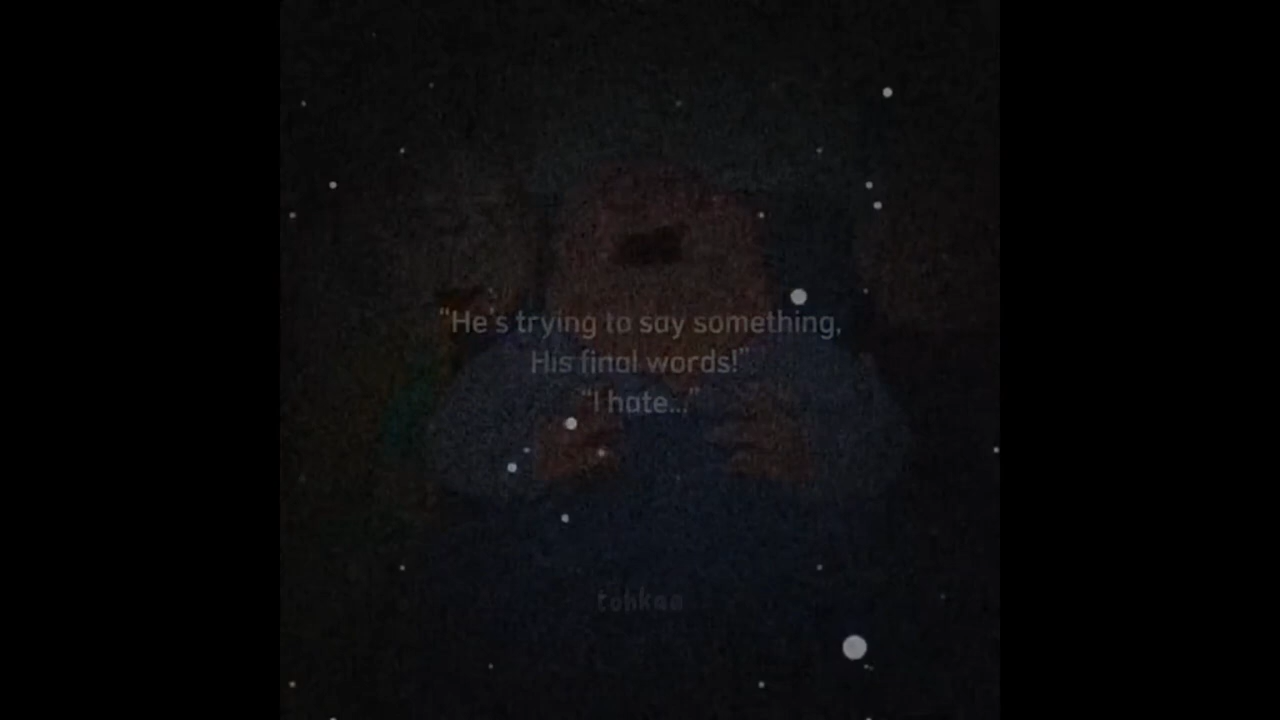 “He's trying to say something,
His final words!”
“I hate...”
tohkaa